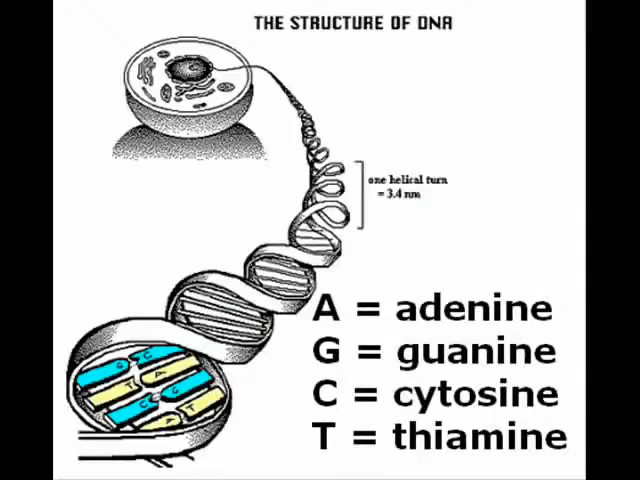 THE STRUCTURE OF DNA
one helical turn
= 3.4 nm
A = adenine
G = guanine
C = cytosine
T = thiamine
G C
T A
C G
A T